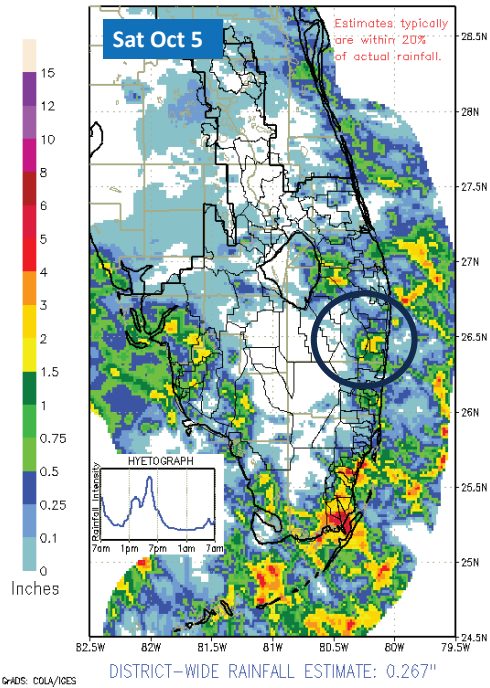 Sat Oct 5
Estimates typically
are within 20%
of actual rainfall.
15
12
10
8
6
5
4
3
2
1.5
1
0.75
0.5
0.25
0.1
0
Inches
28.5N
28N
27.5N
27N
26.5N
26N
25.5N
25N
24.5N
HYETOGRAPH
Rainfall Intensity
7am 1pm 7pm 1am 7am
82.5W 82W 81.5W 81W 80.5W 80W 79.5W
DISTRICT-WIDE RAINFALL ESTIMATE: 0.267"
GrADS: COLA/IGES